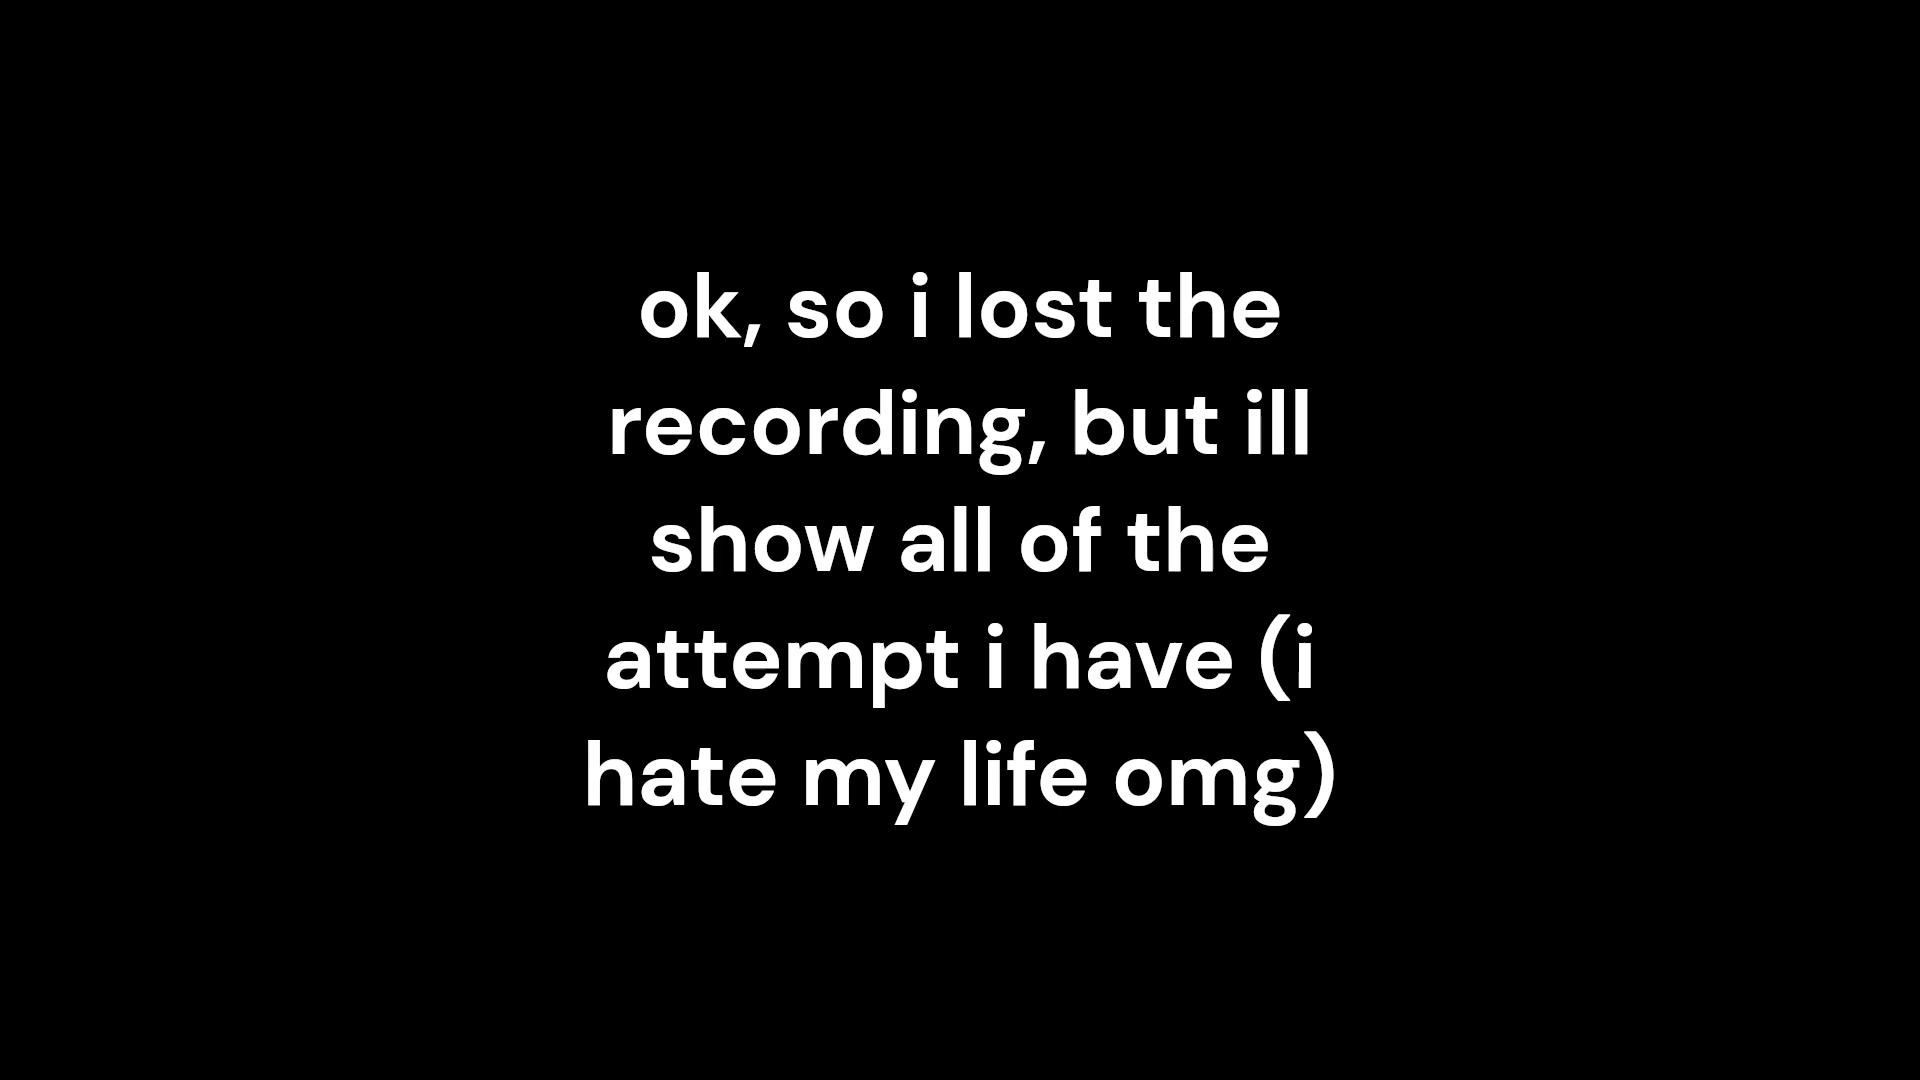 ok, so i lost the
recording, but ill
show all of the
attempt i have (i
hate my life omg)